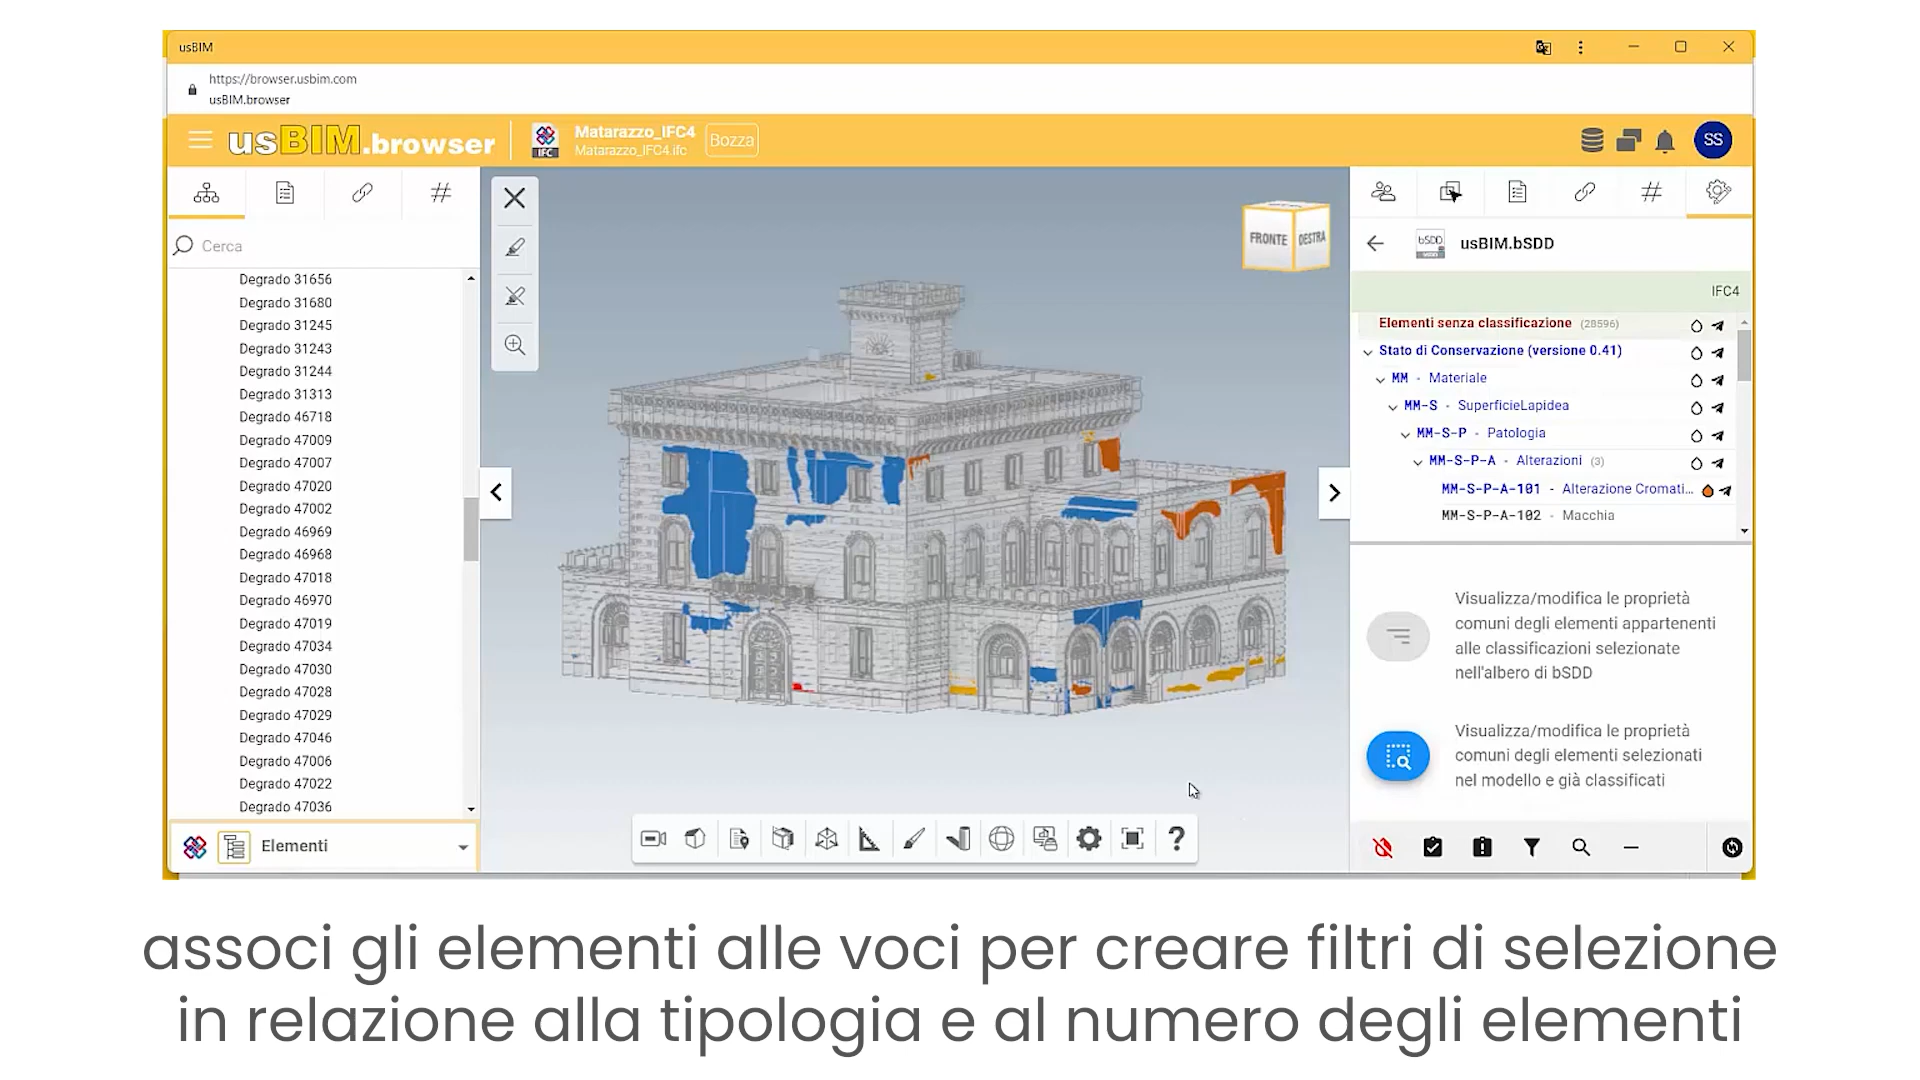 usBIM
https://browser.usbim.com
usBIM.browser
usBIM.browser
IFC
Matarazzo_IFC4
Matarazzo_IFC4.ifc
Bozza
SS
Cerca
Degrado 31656
Degrado 31680
Degrado 31245
Degrado 31243
Degrado 31244
Degrado 31313
Degrado 46718
Degrado 47009
Degrado 47007
Degrado 47020
Degrado 47002
Degrado 46969
Degrado 46968
Degrado 47018
Degrado 46970
Degrado 47019
Degrado 47034
Degrado 47030
Degrado 47028
Degrado 47029
Degrado 47046
Degrado 47006
Degrado 47022
Degrado 47036
Elementi
FRONTE
DESTRA
bSDD
usBIM.bSDD
IFC4
Elementi senza classificazione (28596)
Stato di Conservazione (versione 0.41)
MM - Materiale
MM-S - SuperficieLapidea
MM-S-P - Patologia
MM-S-P-A - Alterazioni (3)
MM-S-P-A-101 - Alterazione Cromati...
MM-S-P-A-102 - Macchia
Visualizza/modifica le proprietà
comuni degli elementi appartenenti
alle classificazioni selezionate
nell'albero di bSDD
Visualizza/modifica le proprietà
comuni degli elementi selezionati
nel modello e già classificati
associ gli elementi alle voci per creare filtri di selezione
in relazione alla tipologia e al numero degli elementi